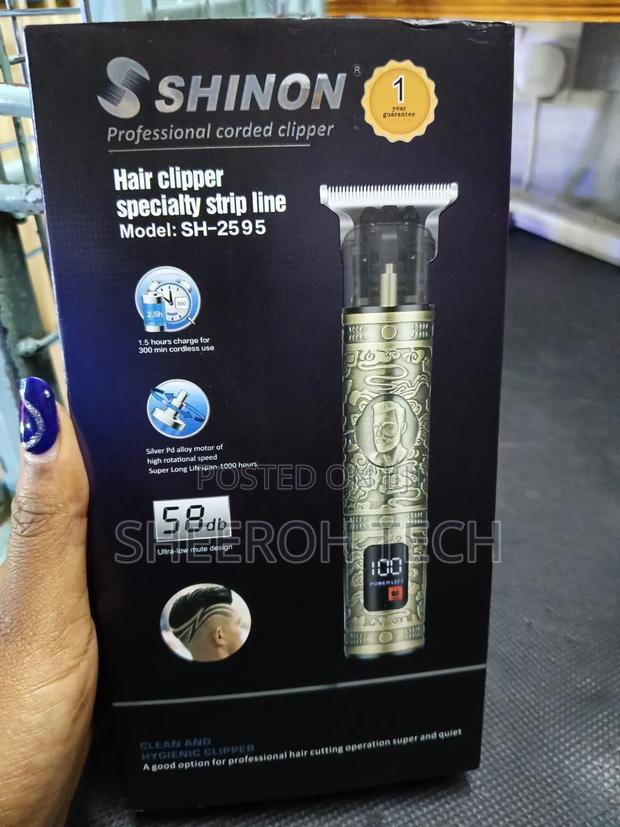 SHINON®
1
year
guarantee
Professional corded clipper
Hair clipper
specialty strip line
Model: SH-2595
300
2.5h
1.5 hours charge for
300 min cordless use
Silver Pd alloy motor of
high rotational speed
Super Long Lifespan-1000 hours
POSTED ON
SHEEROH TECH
58db
Ultra-low mute design
100
POWER LEFT
CLEAN AND
HYGIENIC CLIPPER
A good option for professional hair cutting operation super and quiet